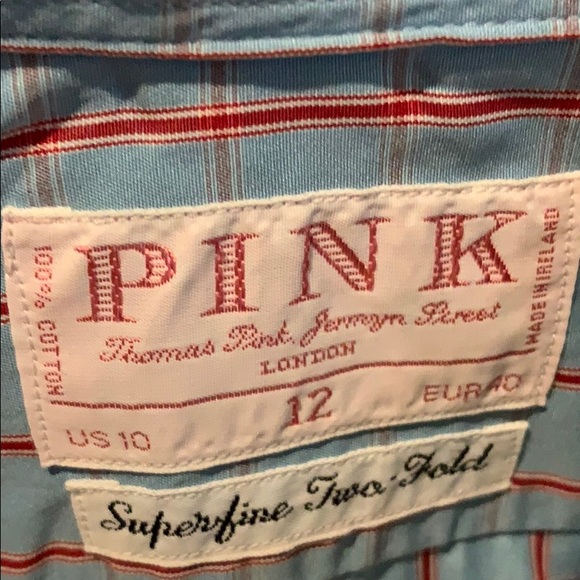 PINK
Thomas Pink Jermyn Street
LONDON
100% COTTON
MADE IN IRELAND
US 10
12
EUR 40
Superfine Two-Fold